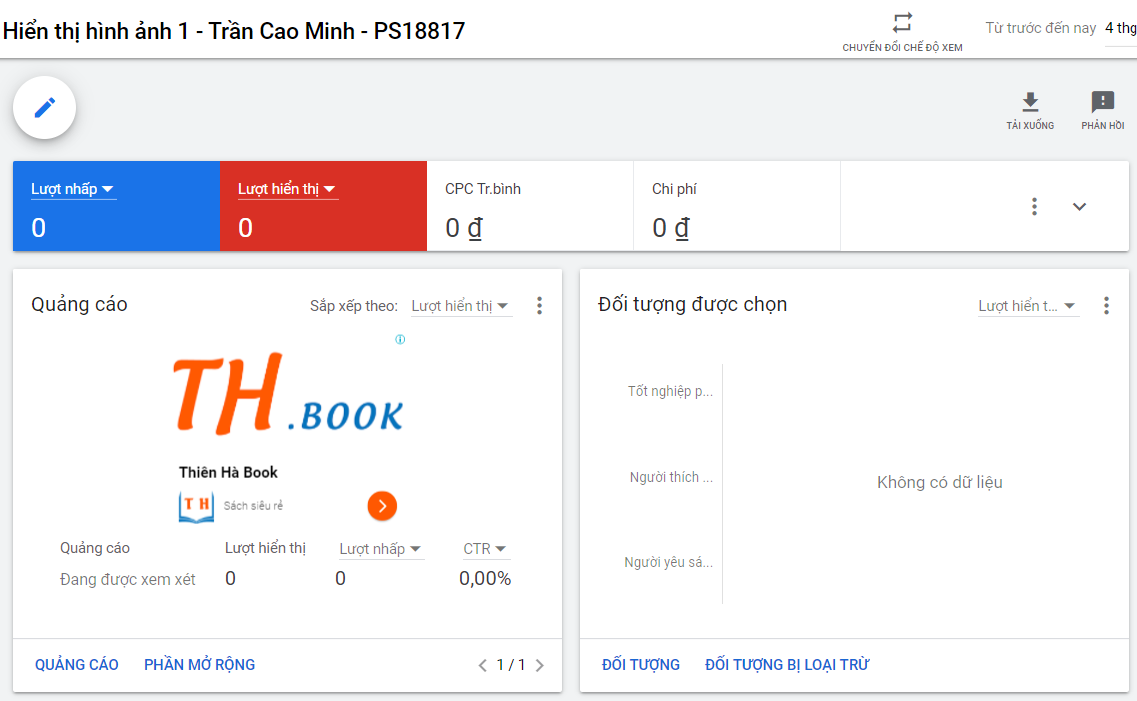 Hiển thị hình ảnh 1 - Trần Cao Minh - PS18817
CHUYỂN ĐỔI CHẾ ĐỘ XEM
Từ trước đến nay 4 thg
TẢI XUỐNG
PHẢN HỒI
Lượt nhấp
0
Lượt hiển thị
0
CPC Tr.bình
0 ₫
Chi phí
0 ₫
Quảng cáo
Sắp xếp theo: Lượt hiển thị
TH.BOOK
Thiên Hà Book
TH
Sách siêu rẻ
Quảng cáo Lượt hiển thị Lượt nhấp CTR
Đang được xem xét 0 0 0,00%
QUẢNG CÁO PHẦN MỞ RỘNG 1 / 1
Đối tượng được chọn
Lượt hiển t...
Tốt nghiệp p...
Người thích ...
Người yêu sá...
Không có dữ liệu
ĐỐI TƯỢNG ĐỐI TƯỢNG BỊ LOẠI TRỪ